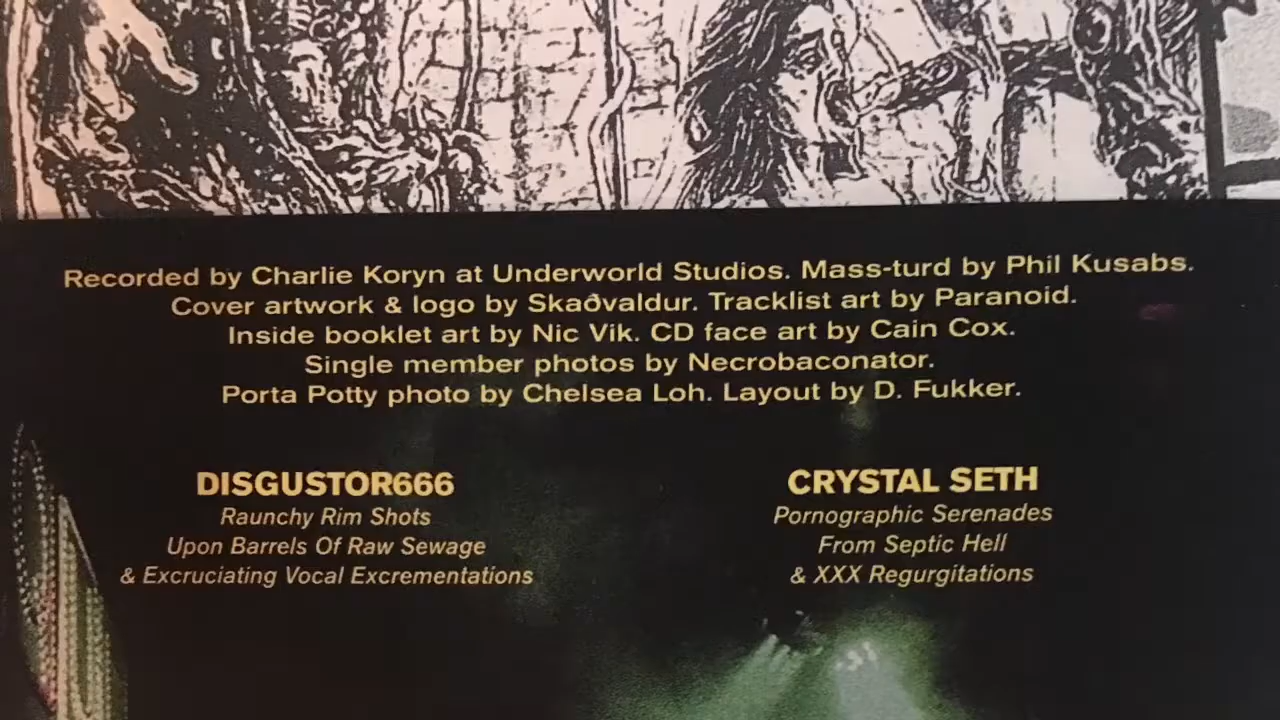 Recorded by Charlie Koryn at Underworld Studios. Mass-turd by Phil Kusabs.
Cover artwork & logo by Skaðvaldur. Tracklist art by Paranoid.
Inside booklet art by Nic Vik. CD face art by Cain Cox.
Single member photos by Necrobaconator.
Porta Potty photo by Chelsea Loh. Layout by D. Fukker.
DISGUSTOR666
Raunchy Rim Shots
Upon Barrels Of Raw Sewage
& Excruciating Vocal Excrementations
CRYSTAL SETH
Pornographic Serenades
From Septic Hell
& XXX Regurgitations